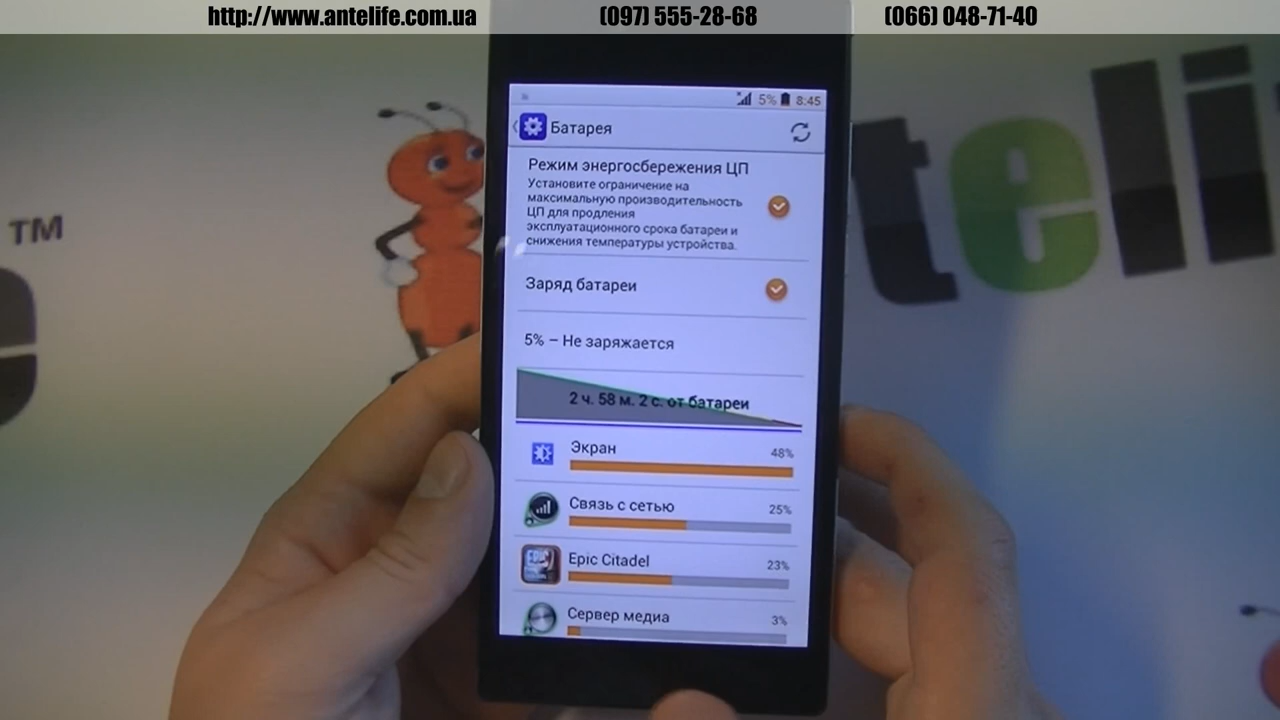 http://www.antelife.com.ua (097) 555-28-68 (066) 048-71-40
TM
teli
5% 8:45
Батарея
Режим энергосбережения ЦП
Установите ограничение на
максимальную производительность
ЦП для продления
эксплуатационного срока батареи и
снижения температуры устройства.
Заряд батареи
5% – Не заряжается
2 ч. 58 м. 2 с. от батареи
Экран 48%
Связь с сетью 25%
Epic Citadel 23%
Сервер медиа 3%